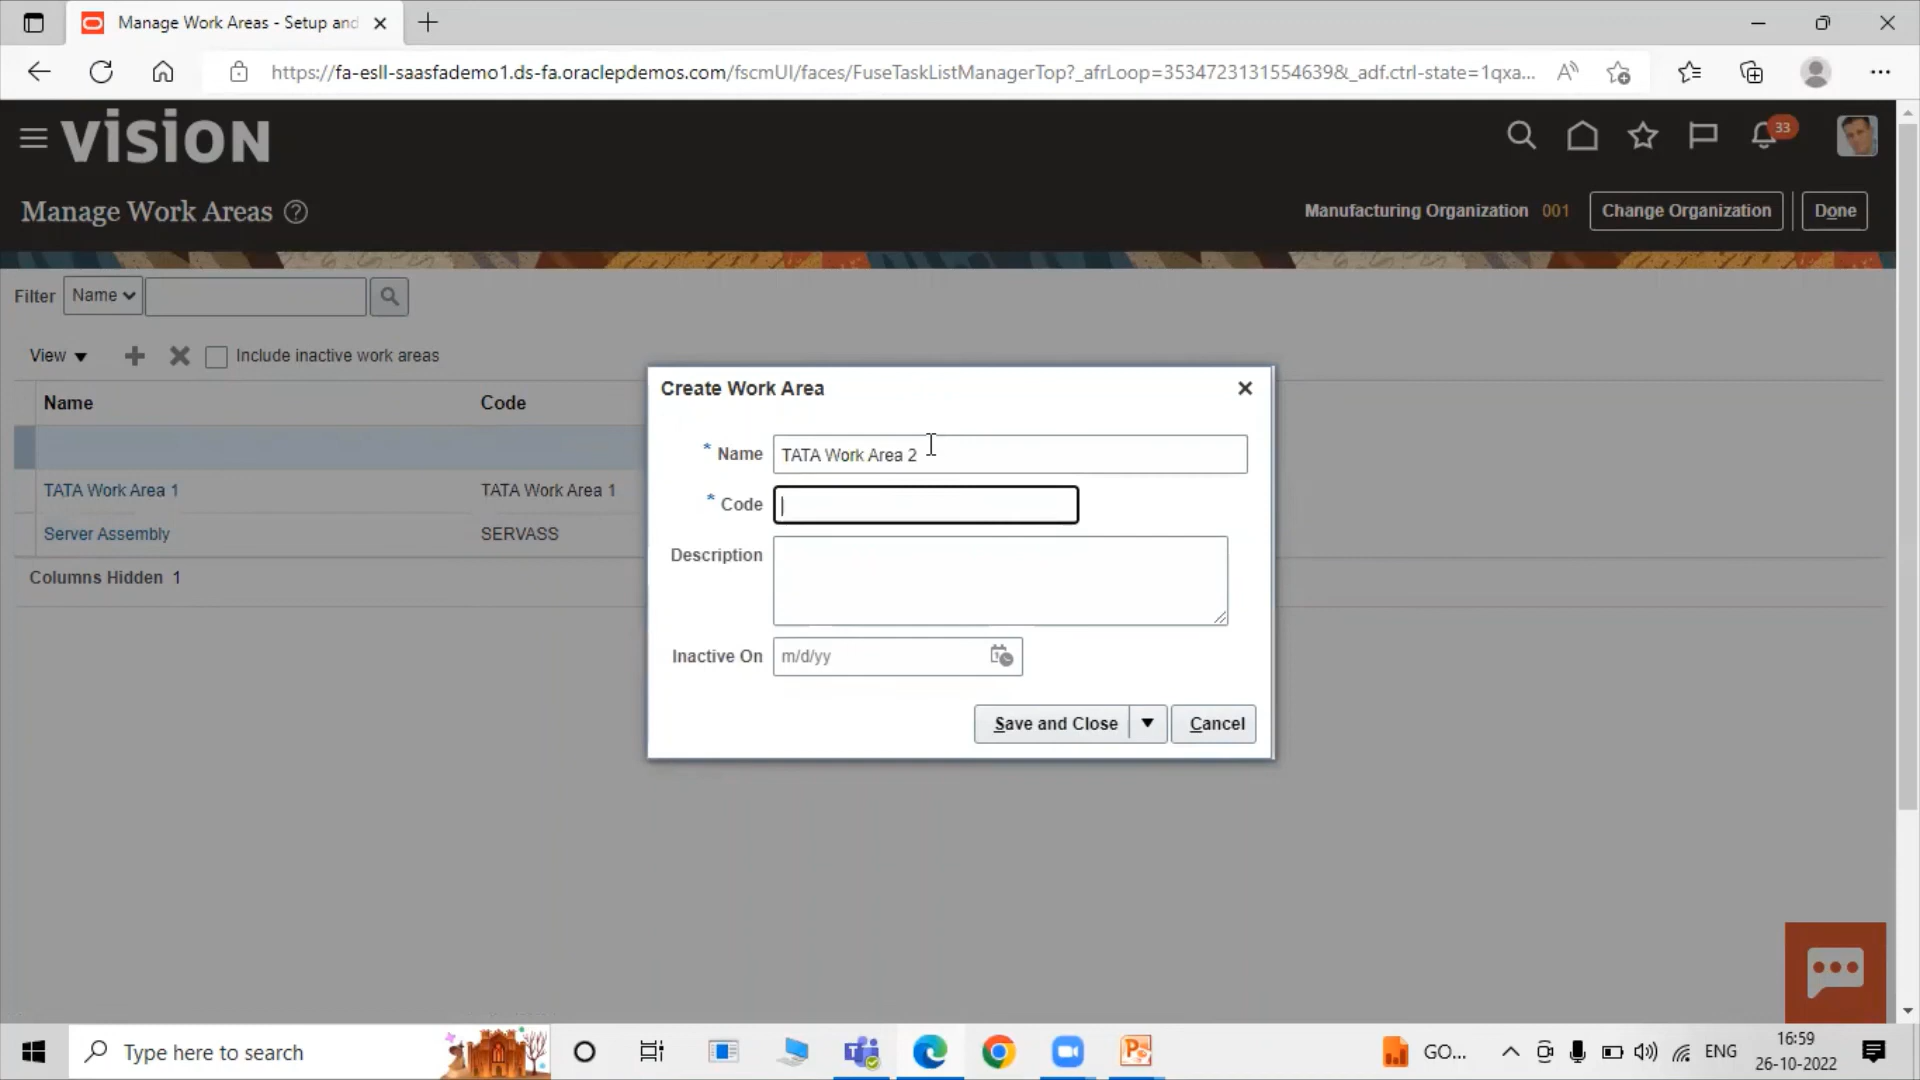 Manage Work Areas - Setup and
https://fa-esll-saasfademo1.ds-fa.oraclepdemos.com/fscmUI/faces/FuseTaskListManagerTop?_afrLoop=3534723131554639&_adf.ctrl-state=1qxa...
VISION
33
Manage Work Areas
Manufacturing Organization 001 Change Organization Done
Filter Name
View Include inactive work areas
Name Code
TATA Work Area 1 TATA Work Area 1
Server Assembly SERVASS
Columns Hidden 1
Create Work Area
* Name TATA Work Area 2
* Code
Description
Inactive On m/d/yy
Save and Close Cancel
Type here to search
GO...
ENG
16:59
26-10-2022